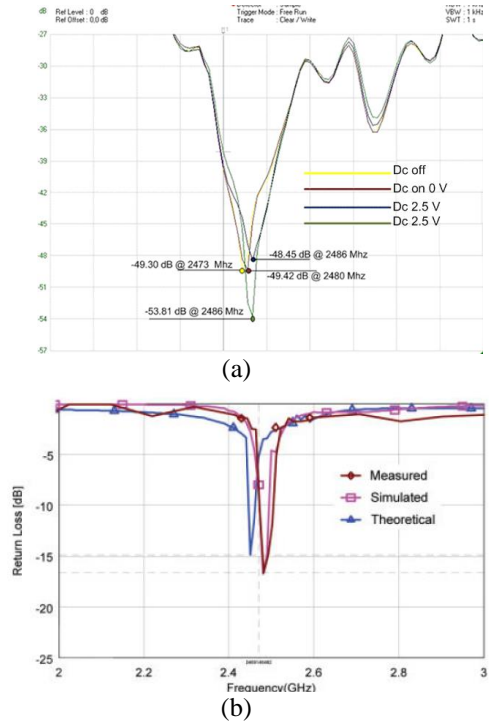 dB
Ref Level : 0 dB
Ref Offset : 0,0 dB
Trigger Mode : Free Run
Trace : Clear / Write
VBW : 1 kHz
SWT : 1 s
-27
-30
-33
-36
-39
-42
-45
-48
-51
-54
-57
Dc off
Dc on 0 V
Dc 2.5 V
Dc 2.5 V
-48.45 dB @ 2486 Mhz
-49.30 dB @ 2473 Mhz
-49.42 dB @ 2480 Mhz
-53.81 dB @ 2486 Mhz
(a)
Return Loss [dB]
-5
-10
-15
-20
-25
Measured
Simulated
Theoretical
2
2.2
2.4
2.6
2.8
3
Frequency(GHz)
(b)